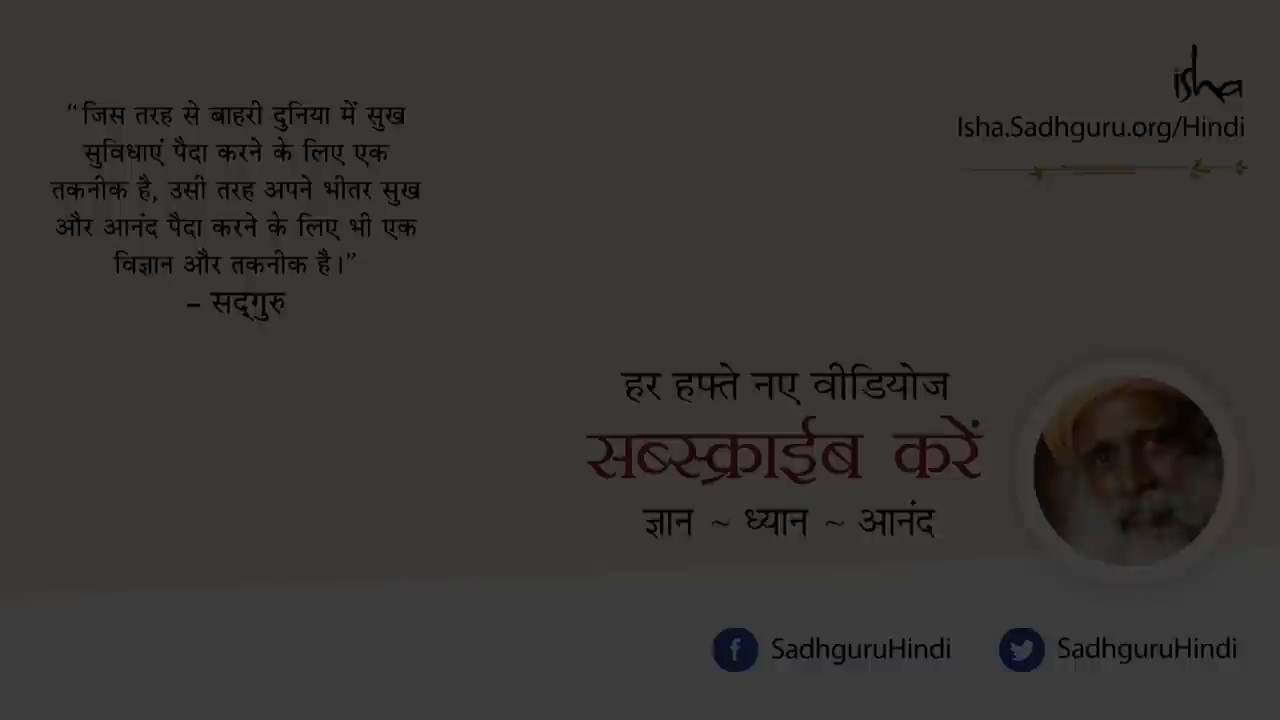 “जिस तरह से बाहरी दुनिया में सुख
सुविधाएं पैदा करने के लिए एक
तकनीक है, उसी तरह अपने भीतर सुख
और आनंद पैदा करने के लिए भी एक
विज्ञान और तकनीक है।”
– सद्‌गुरु
isha
Isha.Sadhguru.org/Hindi
हर हफ्ते नए वीडियोज
सब्स्क्राईब करें
ज्ञान ~ ध्यान ~ आनंद
f SadhguruHindi
SadhguruHindi